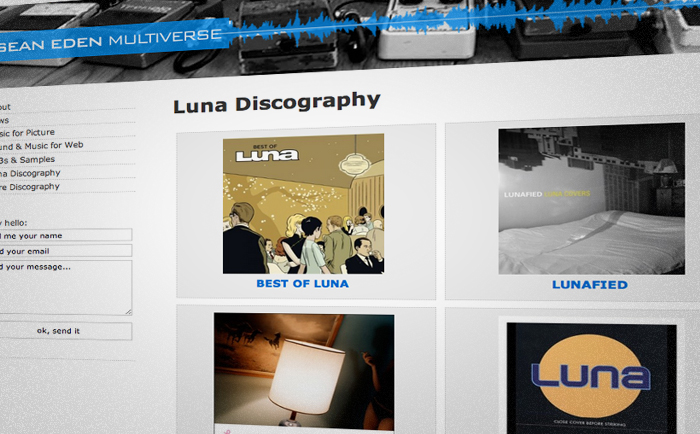 SEAN EDEN MULTIVERSE
out
ws
sic for Picture
und & Music for Web
3s & Samples
na Discography
re Discography
y hello:
d me your name
d your email
d your message...
ok, send it
Luna Discography
BEST OF
LUNA
BEST OF LUNA
LUNAFIED LUNA COVERS
LUNAFIED
LUNA
CLOSE COVER BEFORE STRIKING